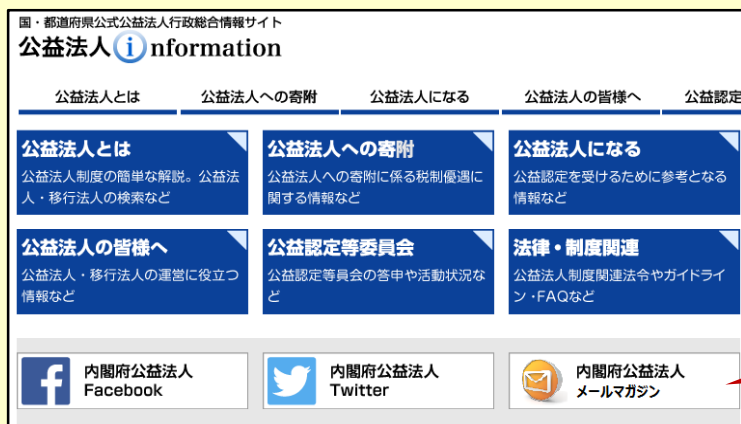 国・都道府県公式公益法人行政総合情報サイト
公益法人 information
公益法人とは 公益法人への寄附 公益法人になる 公益法人の皆様へ 公益認定
公益法人とは
公益法人制度の簡単な解説。公益法
人・移行法人の検索など
公益法人への寄附
公益法人への寄附に係る税制優遇に
関する情報など
公益法人になる
公益認定を受けるために参考となる
情報など
公益法人の皆様へ
公益法人・移行法人の運営に役立つ
情報など
公益認定等委員会
公益認定等員会の答申や活動状況な
ど
法律・制度関連
公益法人制度関連法令やガイドライ
ン・FAQなど
内閣府公益法人
Facebook
内閣府公益法人
Twitter
内閣府公益法人
メールマガジン